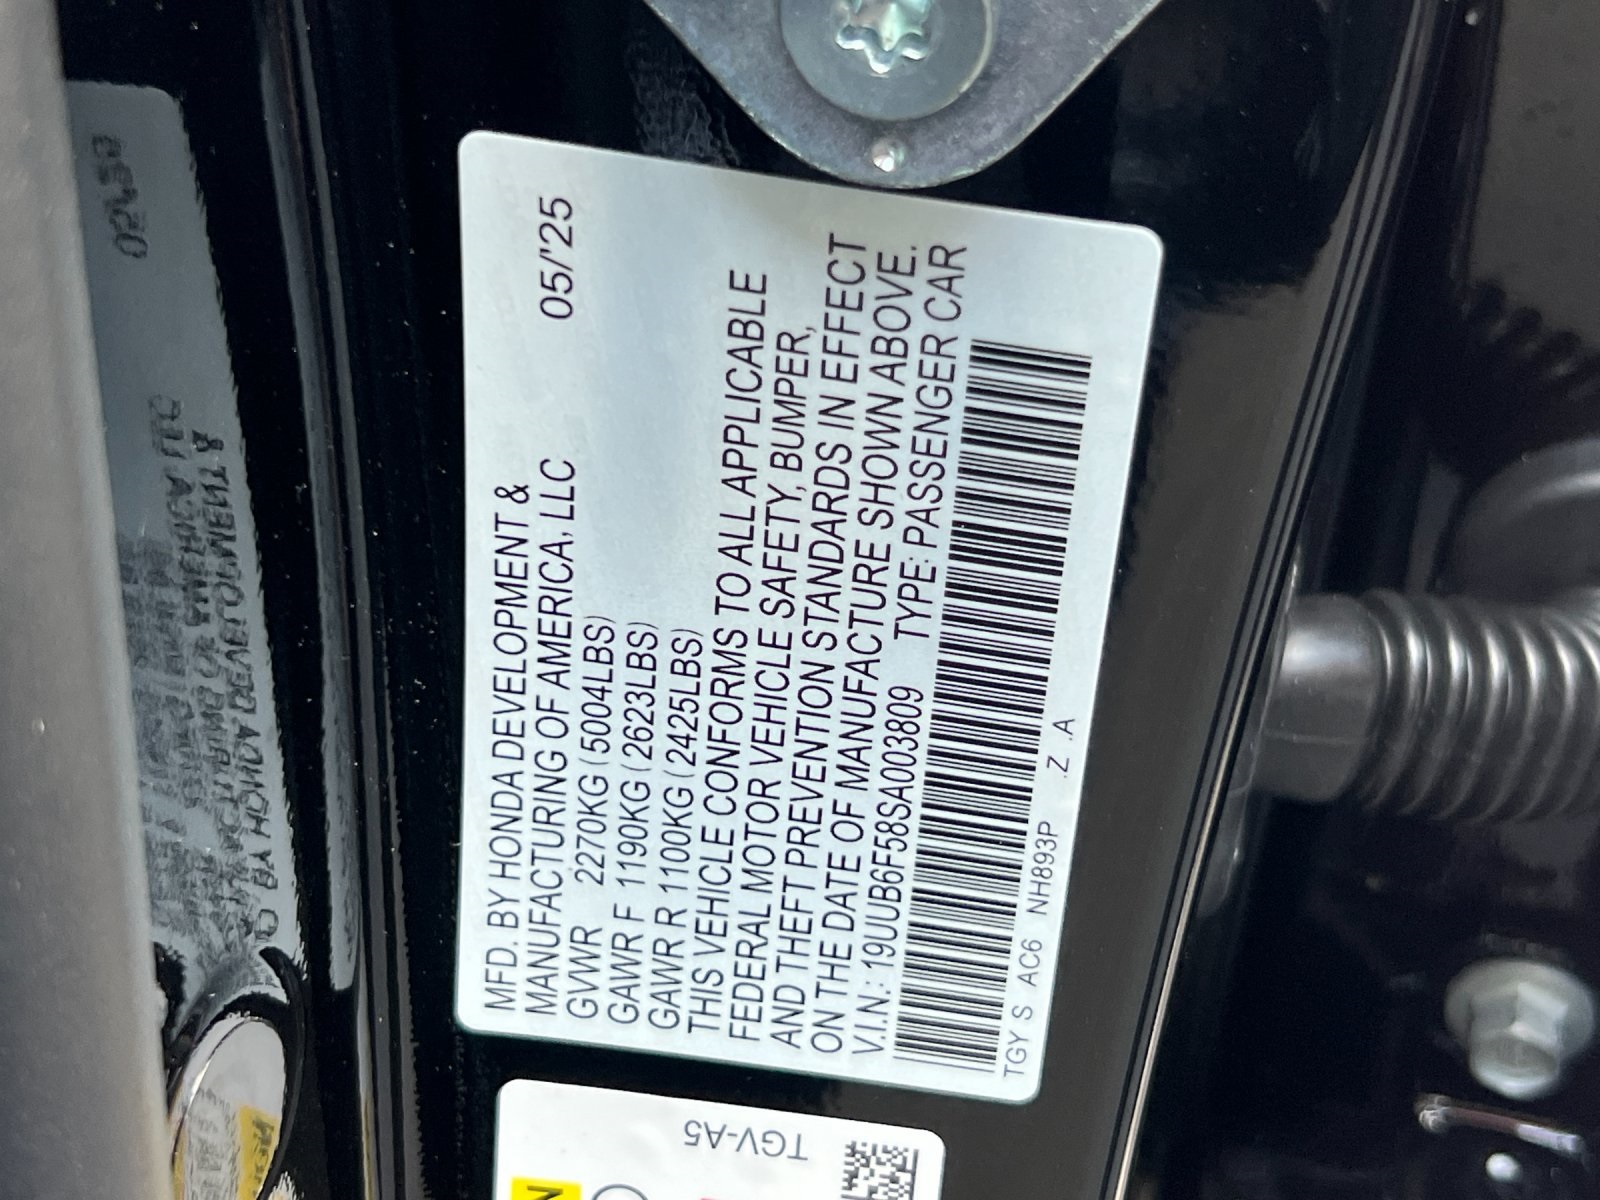 MFD. BY HONDA DEVELOPMENT &
MANUFACTURING OF AMERICA, LLC 05/'25
GVWR 2270KG (5004LBS)
GAWR F 1190KG (2623LBS)
GAWR R 1100KG (2425LBS)
THIS VEHICLE CONFORMS TO ALL APPLICABLE
FEDERAL MOTOR VEHICLE SAFETY, BUMPER,
AND THEFT PREVENTION STANDARDS IN EFFECT
ON THE DATE OF MANUFACTURE SHOWN ABOVE.
V.I.N.: 19UUB6F58SA003809 TYPE: PASSENGER CAR
TGY S AC6 NH893P .Z .A
TGV-A5